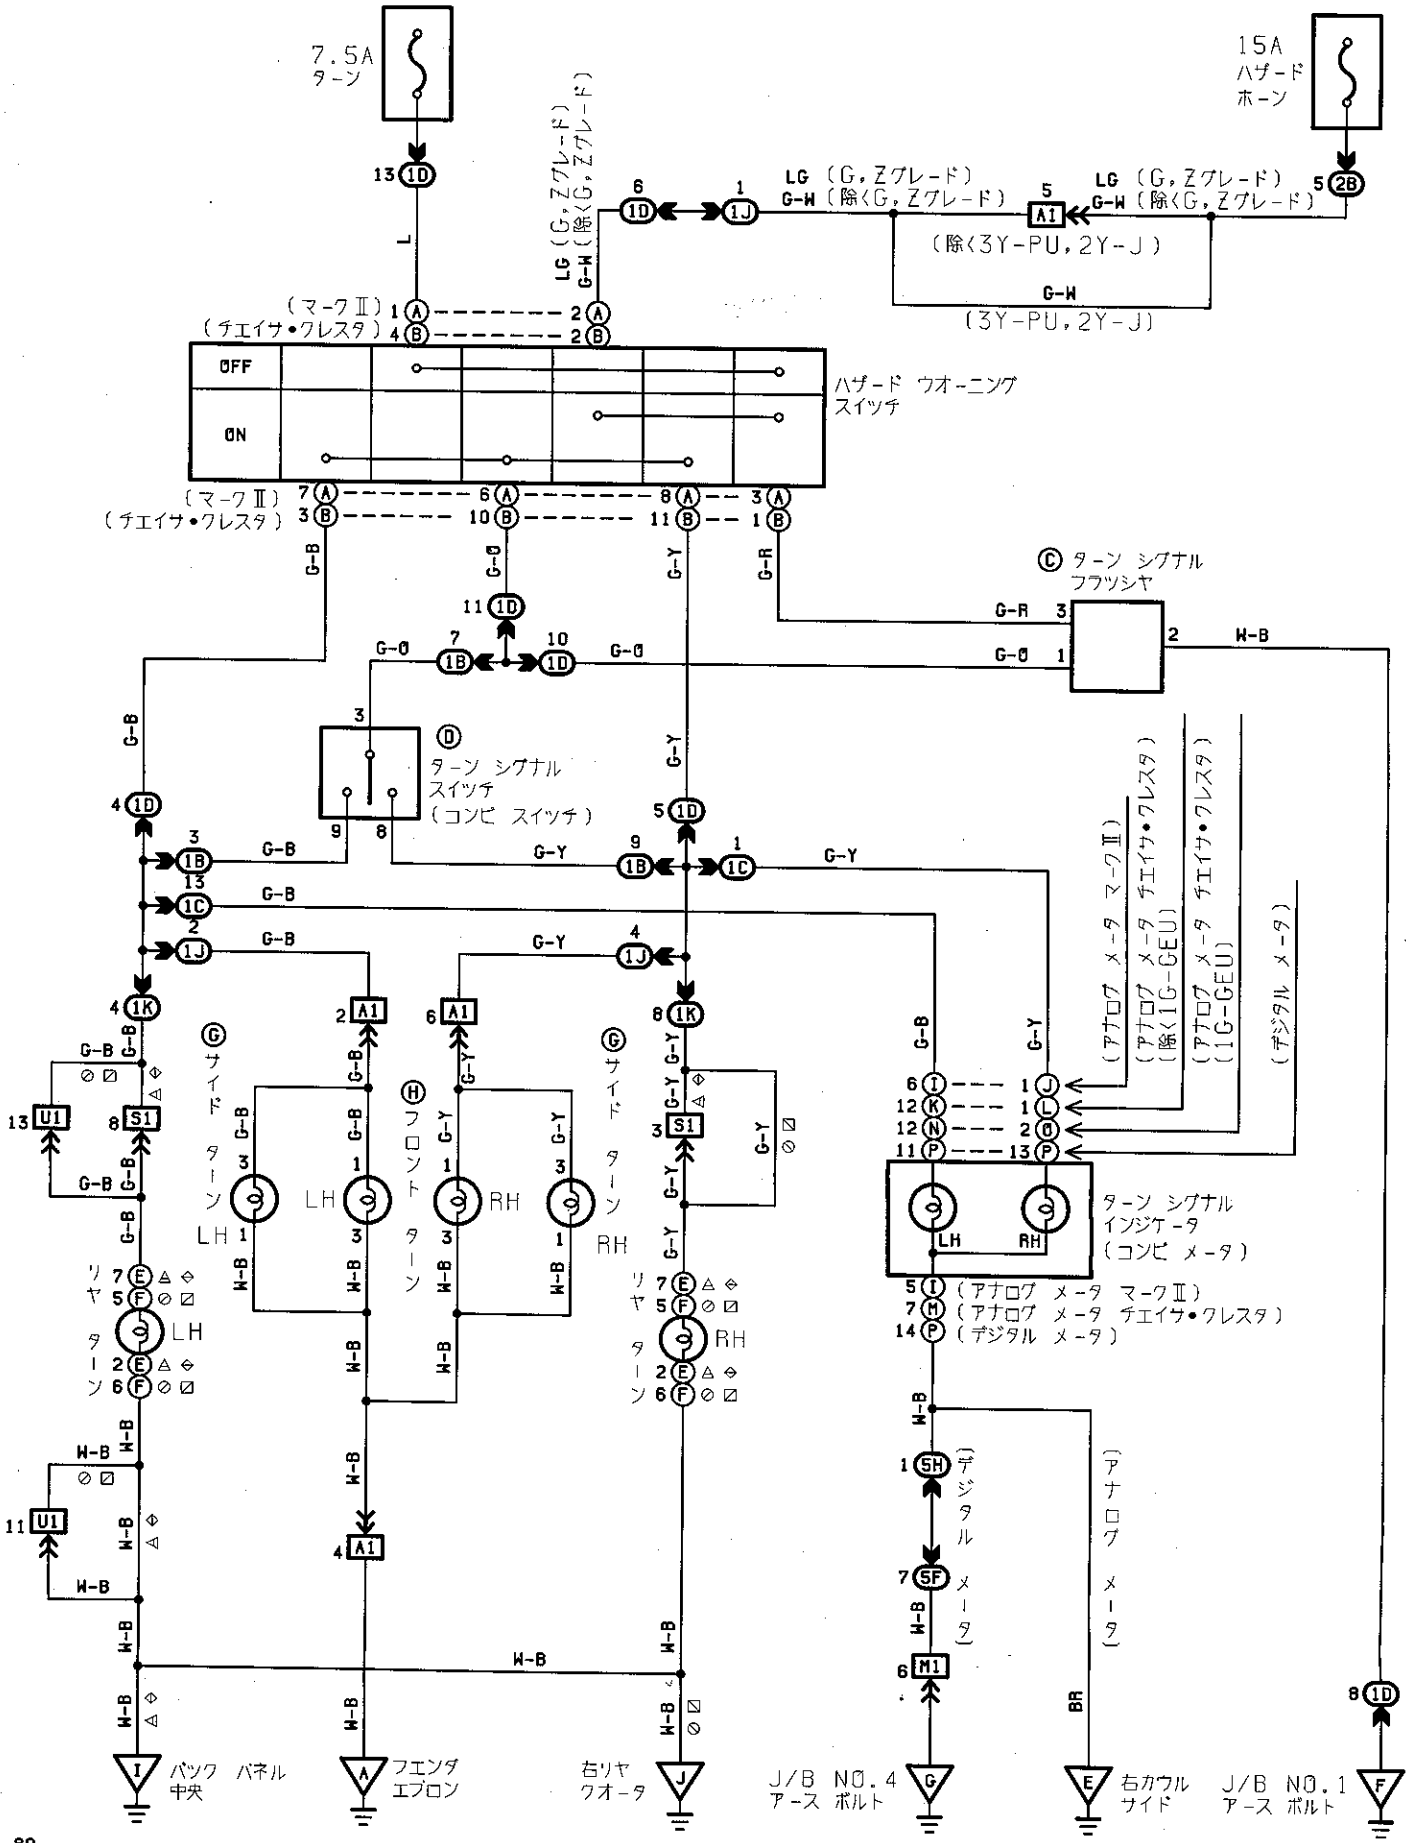 7.5A
ターン
15A
ハザード
ホーン
13 1D
5 2B
L
LG (G,Zグレード)
G-W (除く G,Zグレード)
6 1D
1 1J
LG (G,Zグレード)
G-W (除く G,Zグレード)
5 A1
LG (G,Zグレード)
G-W (除く G,Zグレード)
(除く 3Y-PU,2Y-J)
G-W
(3Y-PU,2Y-J)
(マークⅡ) 1 A 2 A
(チエイサ•クレスタ) 4 B 2 B
OFF
ON
ハザード ウオーニング
スイッチ
(マークⅡ) 7 A 6 A 8 A 3 A
(チエイサ•クレスタ) 3 B 10 B 11 B 1 B
G-B
G-O
G-Y
G-R
11 1D
7 1B
10 1D
G-O
G-O
G-O
G-R 3
1
2 W-B
C ターン シグナル
フラツシヤ
G-B
G-Y
3
D
ターン シグナル
スイッチ
(コンビ スイッチ)
9 8
4 1D
5 1D
3 1B G-B
G-Y 9 1B
1 1C G-Y
13 1C G-B
2 1J G-B
G-Y 4 1J
4 1K
8 1K
2 A1
6 A1
(アナログ メータ マークⅡ)
(アナログ メータ チエイサ•クレスタ)
(除く 1G-GEU)
(アナログ メータ チエイサ•クレスタ)
(1G-GEU)
(デジタル メータ)
G-B
G-Y
G-B
G-B
13 U1
8 S1
G-B
G-B
G-B
G サイド ターン
LH
G-B
G-B
G-B
3
1
LH
1
3
H フロント ターン
G-Y
G-Y
G-Y
1
3
RH
3
1
G サイド ターン
RH
G-Y
G-Y
3 S1
G-Y
G-Y
G-Y
W-B
W-B
W-B
W-B
6 I 1 J
12 K 1 L
12 N 2 O
11 P 13 P
LH RH
ターン シグナル
インジケータ
(コンビ メータ)
5 I (アナログ メータ マークⅡ)
7 M (アナログ メータ チエイサ•クレスタ)
14 P (デジタル メータ)
リヤ ターン
7 E
5 F
LH
2 E
6 F
リヤ ターン
7 E
5 F
RH
2 E
6 F
W-B
W-B
11 U1
W-B
W-B
W-B
W-B
W-B
4 A1
W-B
W-B
W-B
W-B
W-B
W-B
W-B
1 5H
(デジタル メータ)
7 5F
W-B
6 M1
(アナログ メータ)
BR
8 1D
I バツク パネル
中央
A フエンダ
エプロン
右リヤ
クオータ J
J/B NO.4
アース ボルト G
E 右カウル
サイド
J/B NO.1
アース ボルト F